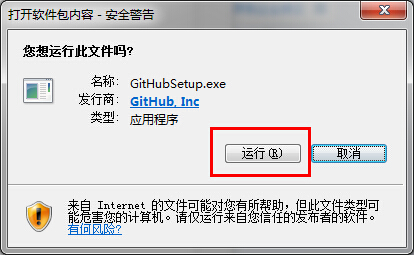 打开软件包内容 - 安全警告
您想运行此文件吗?
名称: GitHubSetup.exe
发行商: GitHub, Inc
类型: 应用程序
运行(R) 取消
来自 Internet 的文件可能对您有所帮助，但此文件类型可
能危害您的计算机。请仅运行来自您信任的发布者的软件。
有何风险?